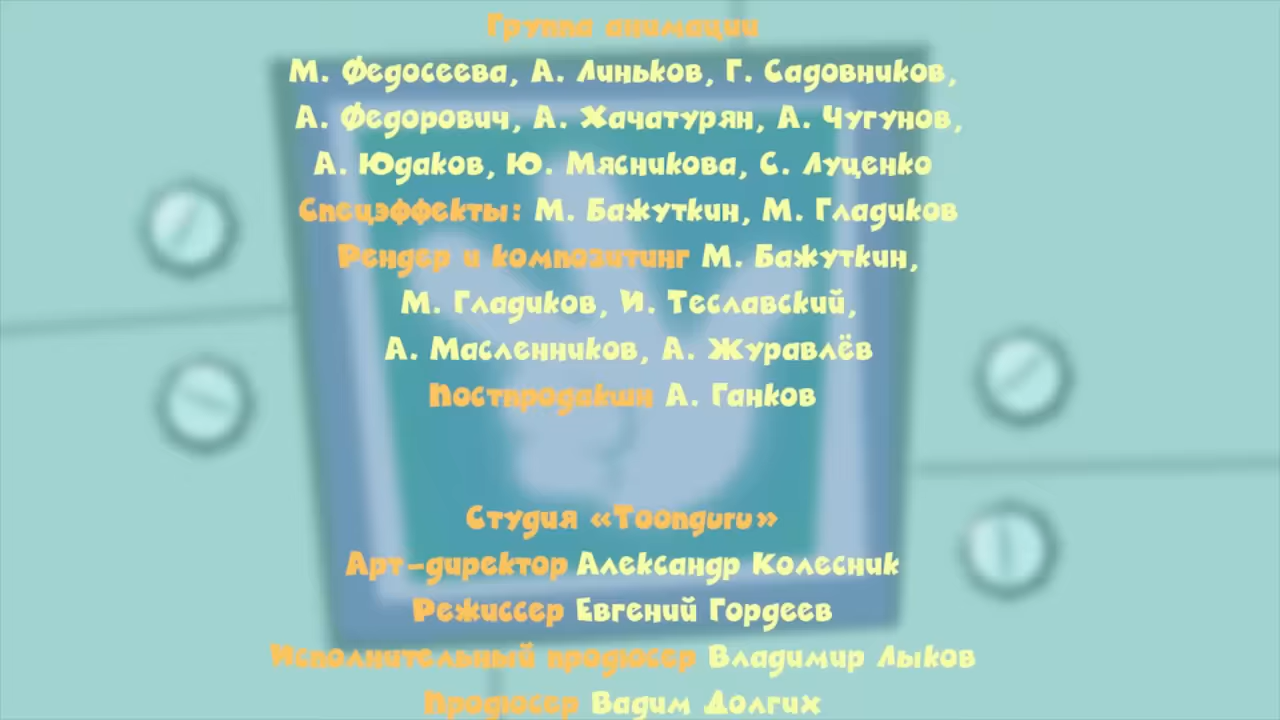 Группа анимации
М. Федосеева, А. Линьков, Г. Садовников,
А. Федорович, А. Хачатурян, А. Чугунов,
А. Юдаков, Ю. Мясникова, С. Луценко
Спецэффекты: М. Бажуткин, М. Гладиков
Рендер и композитинг М. Бажуткин,
М. Гладиков, И. Теславский,
А. Масленников, А. Журавлёв
Постпродакшн А. Ганков
Студия «Toonguru»
Арт-директор Александр Колесник
Режиссер Евгений Гордеев
Исполнительный продюсер Владимир Лыков
Продюсер Вадим Долгих